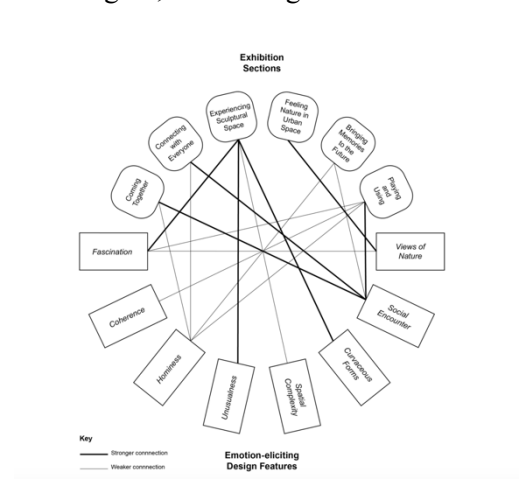 Exhibition
Sections
Experiencing
Sculptural
Space
Feeling
Nature in
Urban
Space
Connecting
with
Everyone
Bringing
Memories
to the
Future
Coming
Together
Playing
and
Using
Fascination
Views of
Nature
Coherence
Social
Encounter
Hominess
Unusualness
Spatial
Complexity
Curvaceous
Forms
Key
Stronger connnection
Weaker connnection
Emotion-eliciting
Design Features